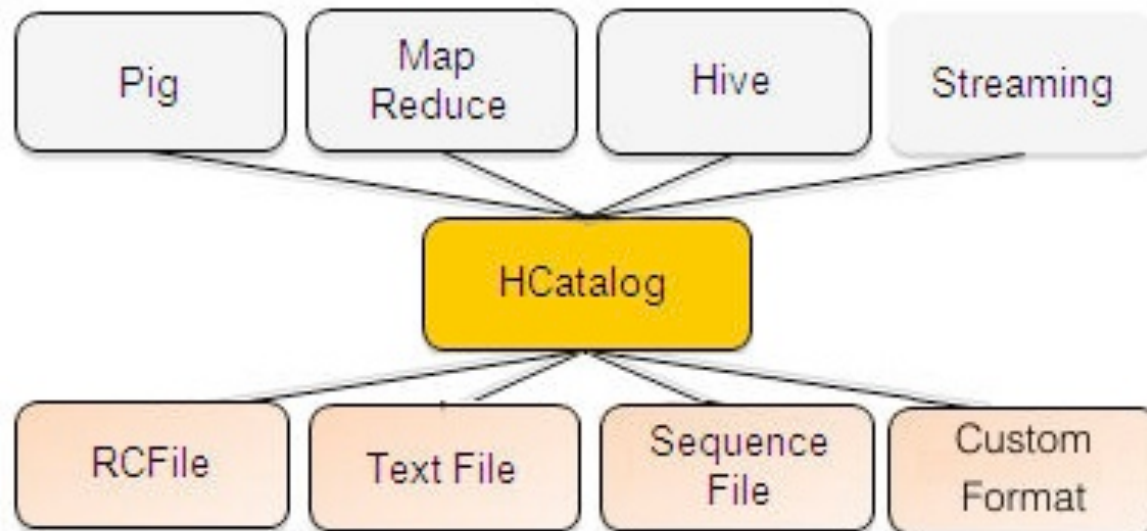 Pig
Map
Reduce
Hive
Streaming
HCatalog
RCFile
Text File
Sequence
File
Custom
Format